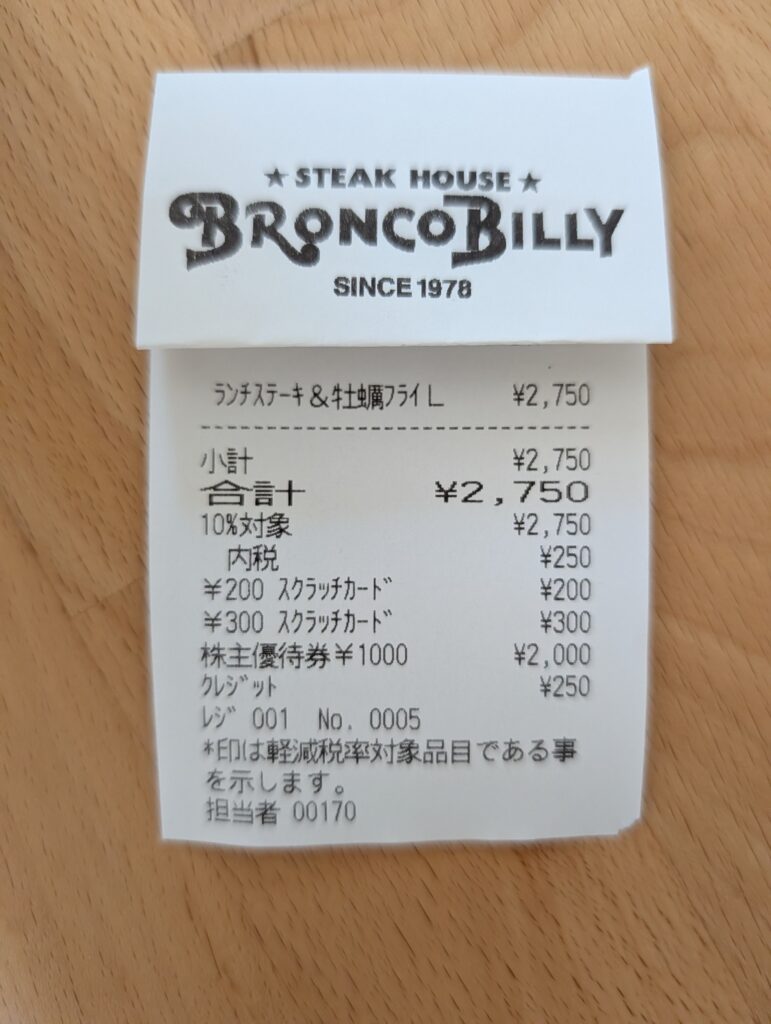 ★ STEAK HOUSE ★
BRONCO BILLY
SINCE 1978
ﾗﾝﾁｽﾃｰｷ＆牡蠣ﾌﾗｲL ¥2,750
小計 ¥2,750
合計 ¥2,750
10%対象 ¥2,750
内税 ¥250
￥200 ｽｸﾗｯﾁｶｰﾄﾞ ¥200
￥300 ｽｸﾗｯﾁｶｰﾄﾞ ¥300
株主優待券￥1000 ¥2,000
ｸﾚｼﾞｯﾄ ¥250
ﾚｼﾞ 001 No. 0005
*印は軽減税率対象品目である事
を示します。
担当者 00170